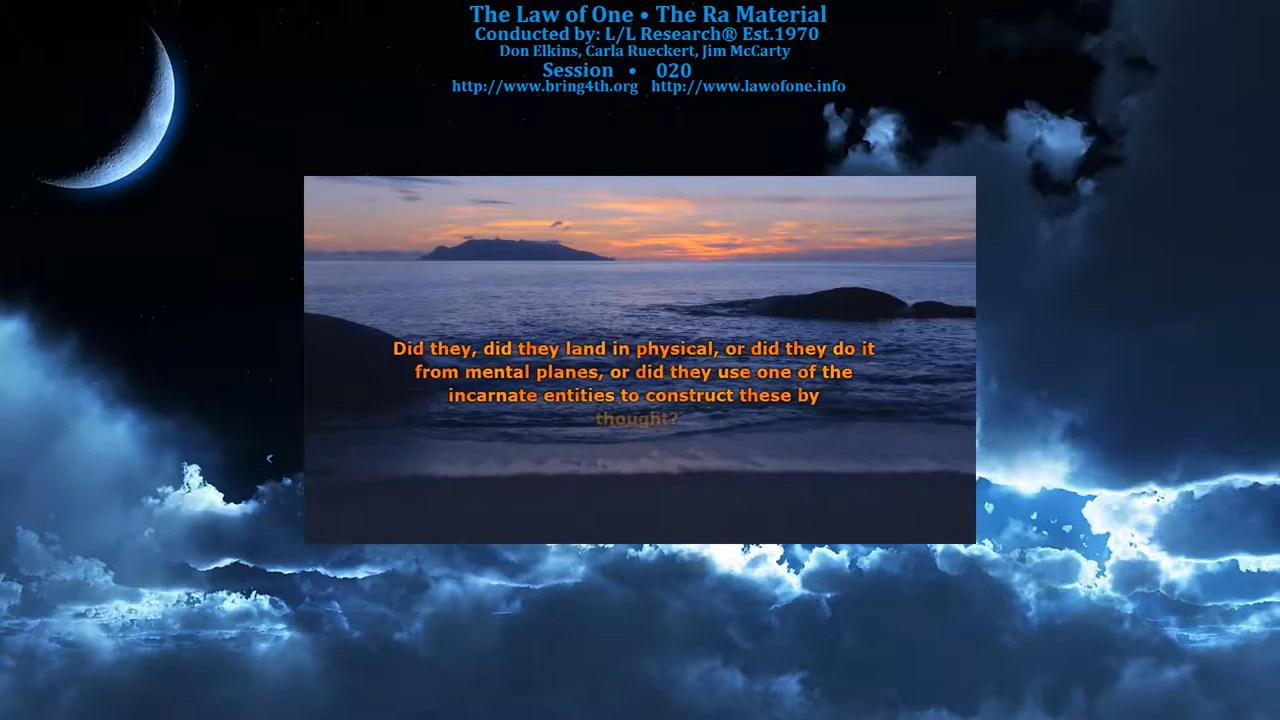 The Law of One • The Ra Material
Conducted by: L/L Research® Est.1970
Don Elkins, Carla Rueckert, Jim McCarty
Session • 020
http://www.bring4th.org http://www.lawofone.info
Did they, did they land in physical, or did they do it
from mental planes, or did they use one of the
incarnate entities to construct these by
thought?